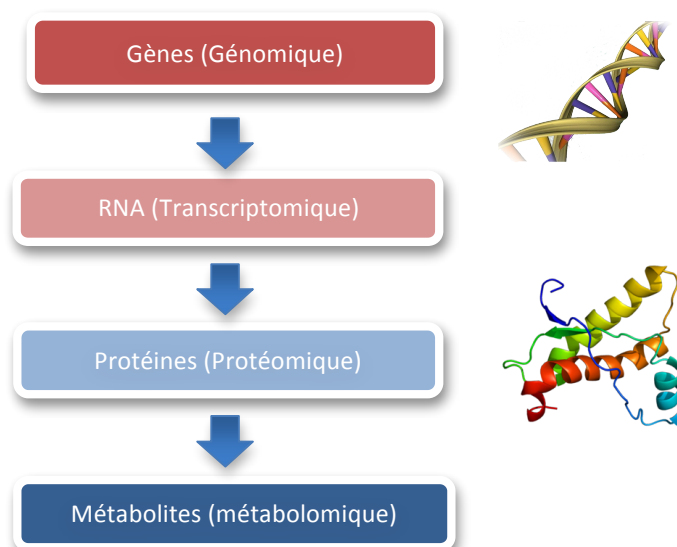 Gènes (Génomique)
RNA (Transcriptomique)
Protéines (Protéomique)
Métabolites (métabolomique)